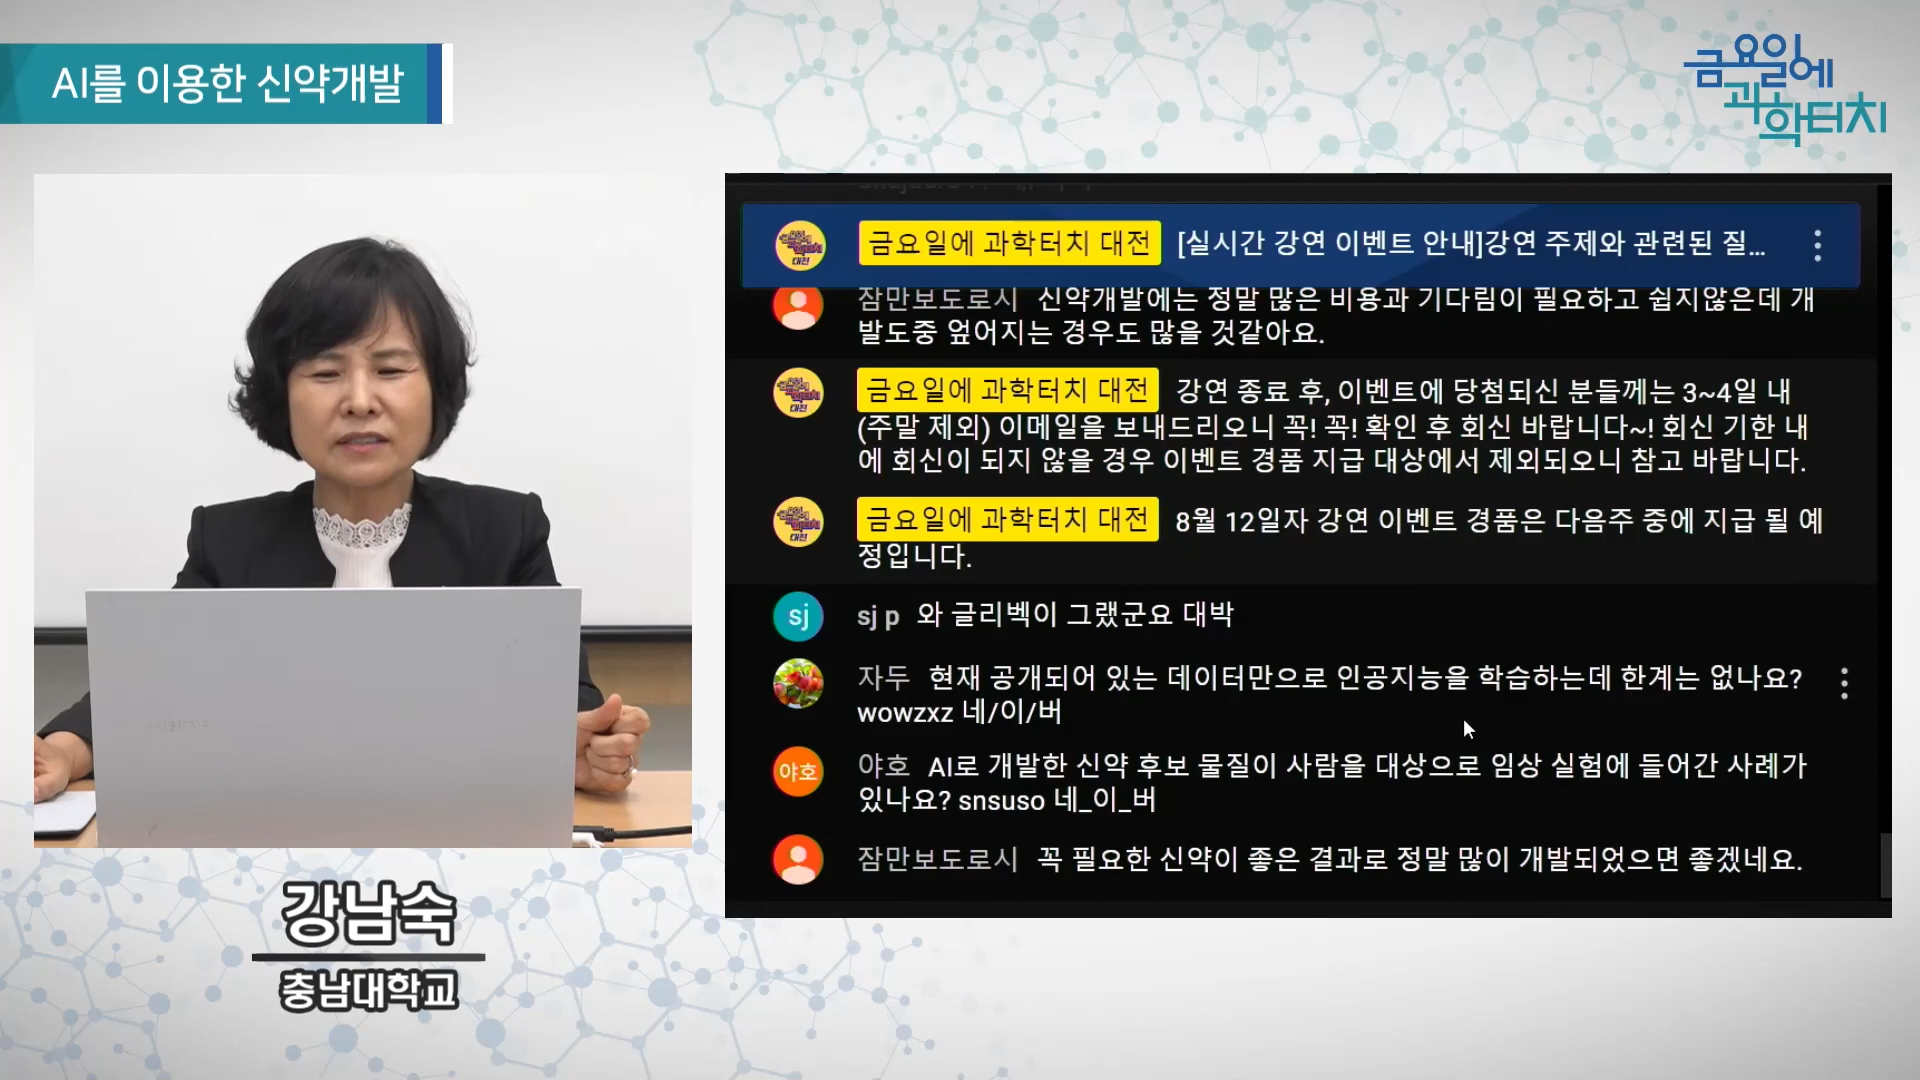 AI를 이용한 신약개발
금요일에
과학터치
금요일에 과학터치 대전 [실시간 강연 이벤트 안내]강연 주제와 관련된 질...
잠만보도로시 신약개발에는 정말 많은 비용과 기다림이 필요하고 쉽지않은데 개
발도중 엎어지는 경우도 많을 것같아요.
금요일에 과학터치 대전 강연 종료 후, 이벤트에 당첨되신 분들께는 3~4일 내
(주말 제외) 이메일을 보내드리오니 꼭! 꼭! 확인 후 회신 바랍니다~! 회신 기한 내
에 회신이 되지 않을 경우 이벤트 경품 지급 대상에서 제외되오니 참고 바랍니다.
금요일에 과학터치 대전 8월 12일자 강연 이벤트 경품은 다음주 중에 지급 될 예
정입니다.
sj sj p 와 글리벡이 그랬군요 대박
자두 현재 공개되어 있는 데이터만으로 인공지능을 학습하는데 한계는 없나요?
wowzxz 네/이/버
야호 야호 AI로 개발한 신약 후보 물질이 사람을 대상으로 임상 실험에 들어간 사례가
있나요? snsuso 네_이_버
잠만보도로시 꼭 필요한 신약이 좋은 결과로 정말 많이 개발되었으면 좋겠네요.
강남숙
충남대학교